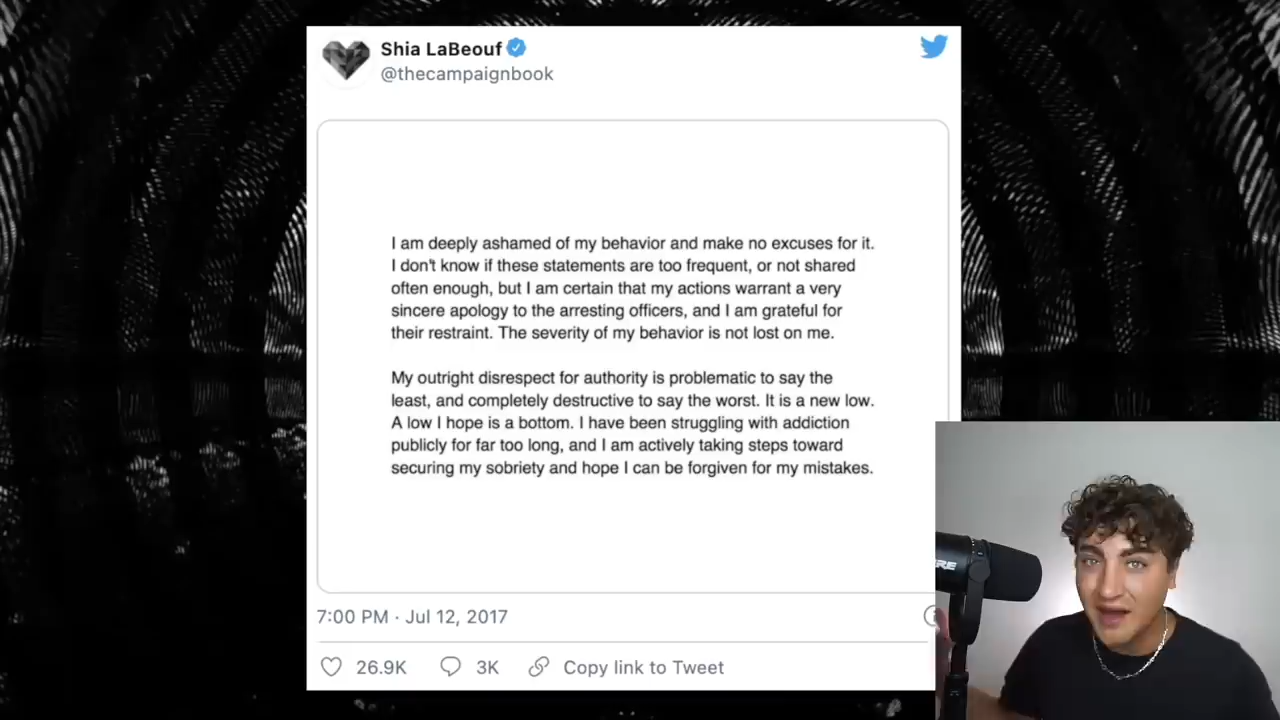 Shia LaBeouf
@thecampaignbook
I am deeply ashamed of my behavior and make no excuses for it.
I don't know if these statements are too frequent, or not shared
often enough, but I am certain that my actions warrant a very
sincere apology to the arresting officers, and I am grateful for
their restraint. The severity of my behavior is not lost on me.
My outright disrespect for authority is problematic to say the
least, and completely destructive to say the worst. It is a new low.
A low I hope is a bottom. I have been struggling with addiction
publicly for far too long, and I am actively taking steps toward
securing my sobriety and hope I can be forgiven for my mistakes.
7:00 PM · Jul 12, 2017
26.9K 3K Copy link to Tweet